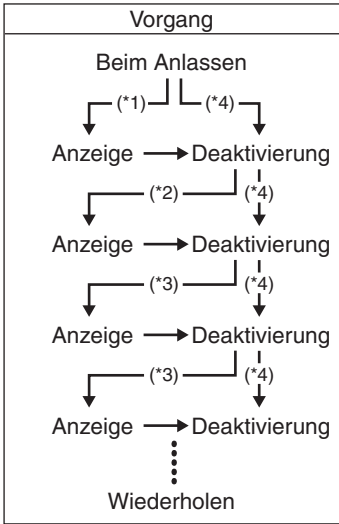 Vorgang
Beim Anlassen
(*1) (*4)
Anzeige Deaktivierung
(*2) (*4)
Anzeige Deaktivierung
(*3) (*4)
Anzeige Deaktivierung
(*3) (*4)
Anzeige Deaktivierung
Wiederholen